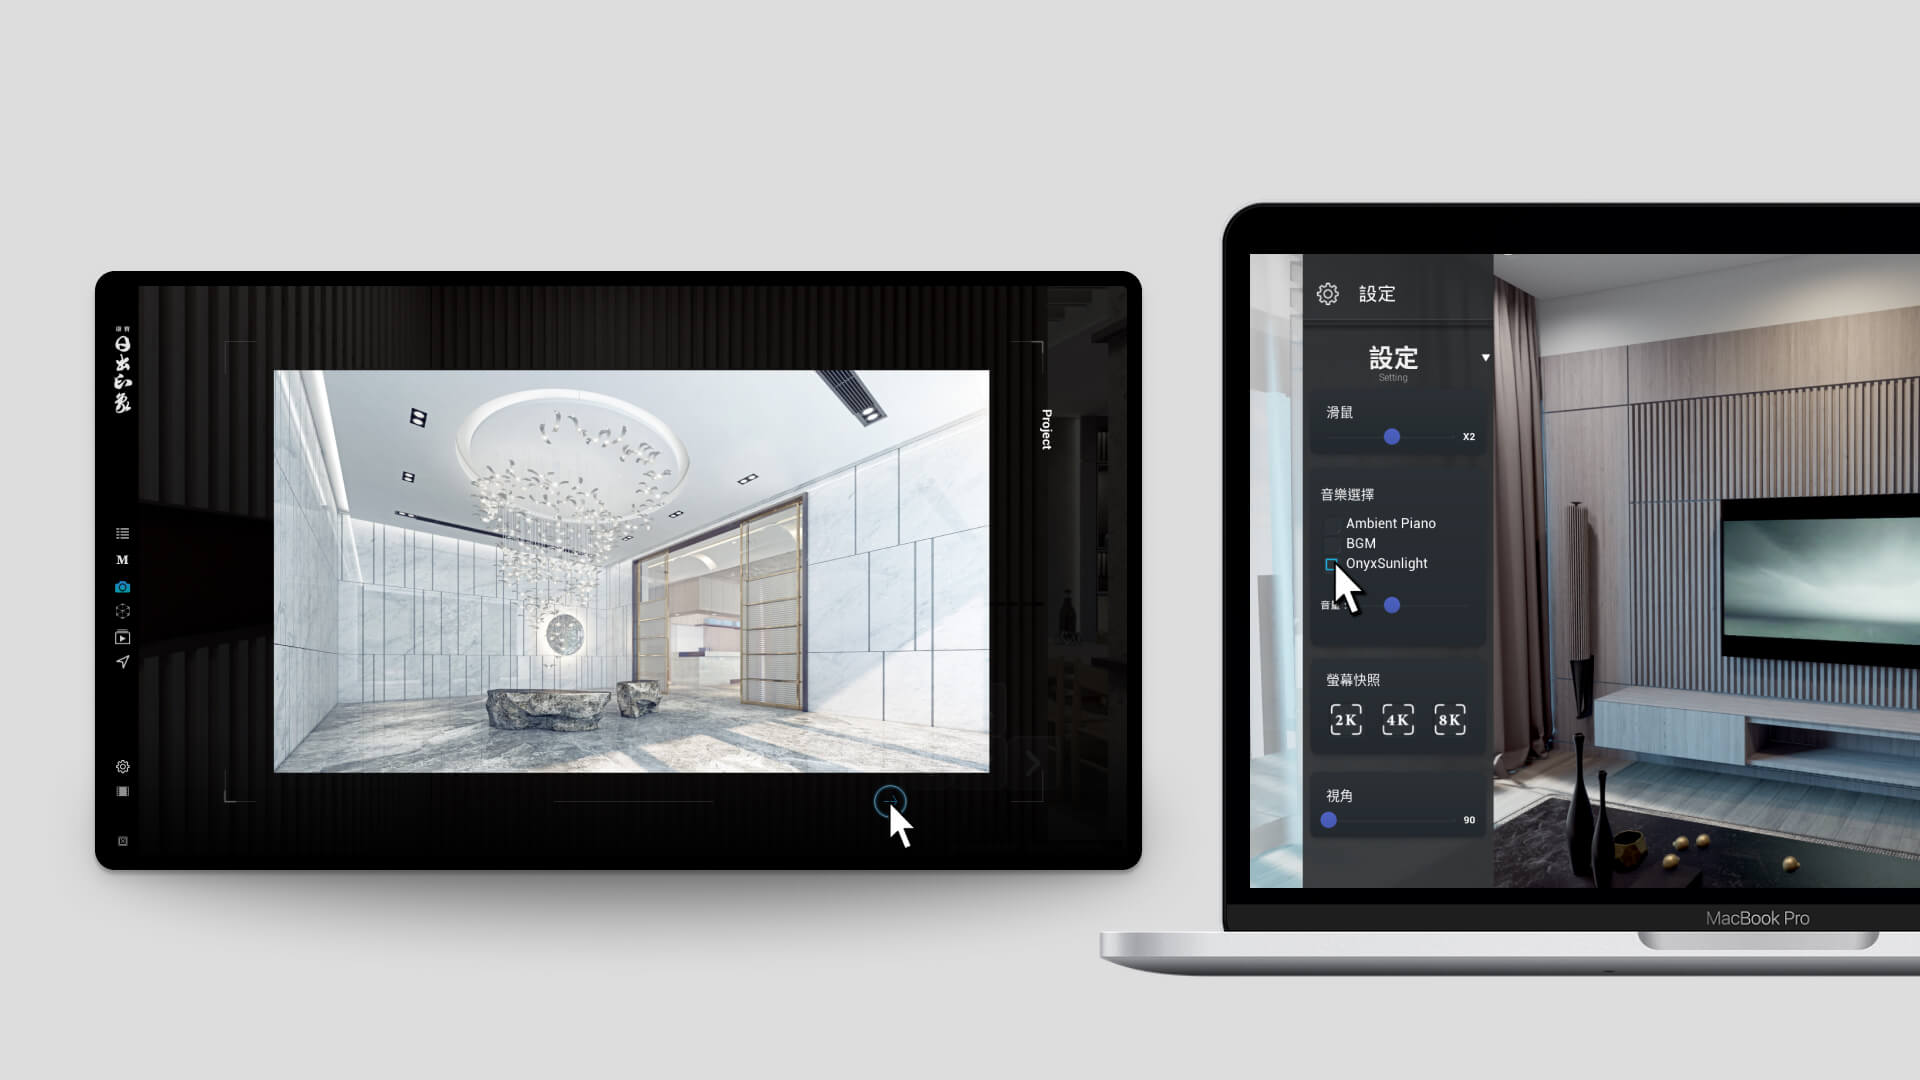 日出印象
M
Project
設定
設定
Setting
滑鼠
X2
音樂選擇
Ambient Piano
BGM
OnyxSunlight
音量
螢幕快照
2K 4K 8K
視角
90
MacBook Pro